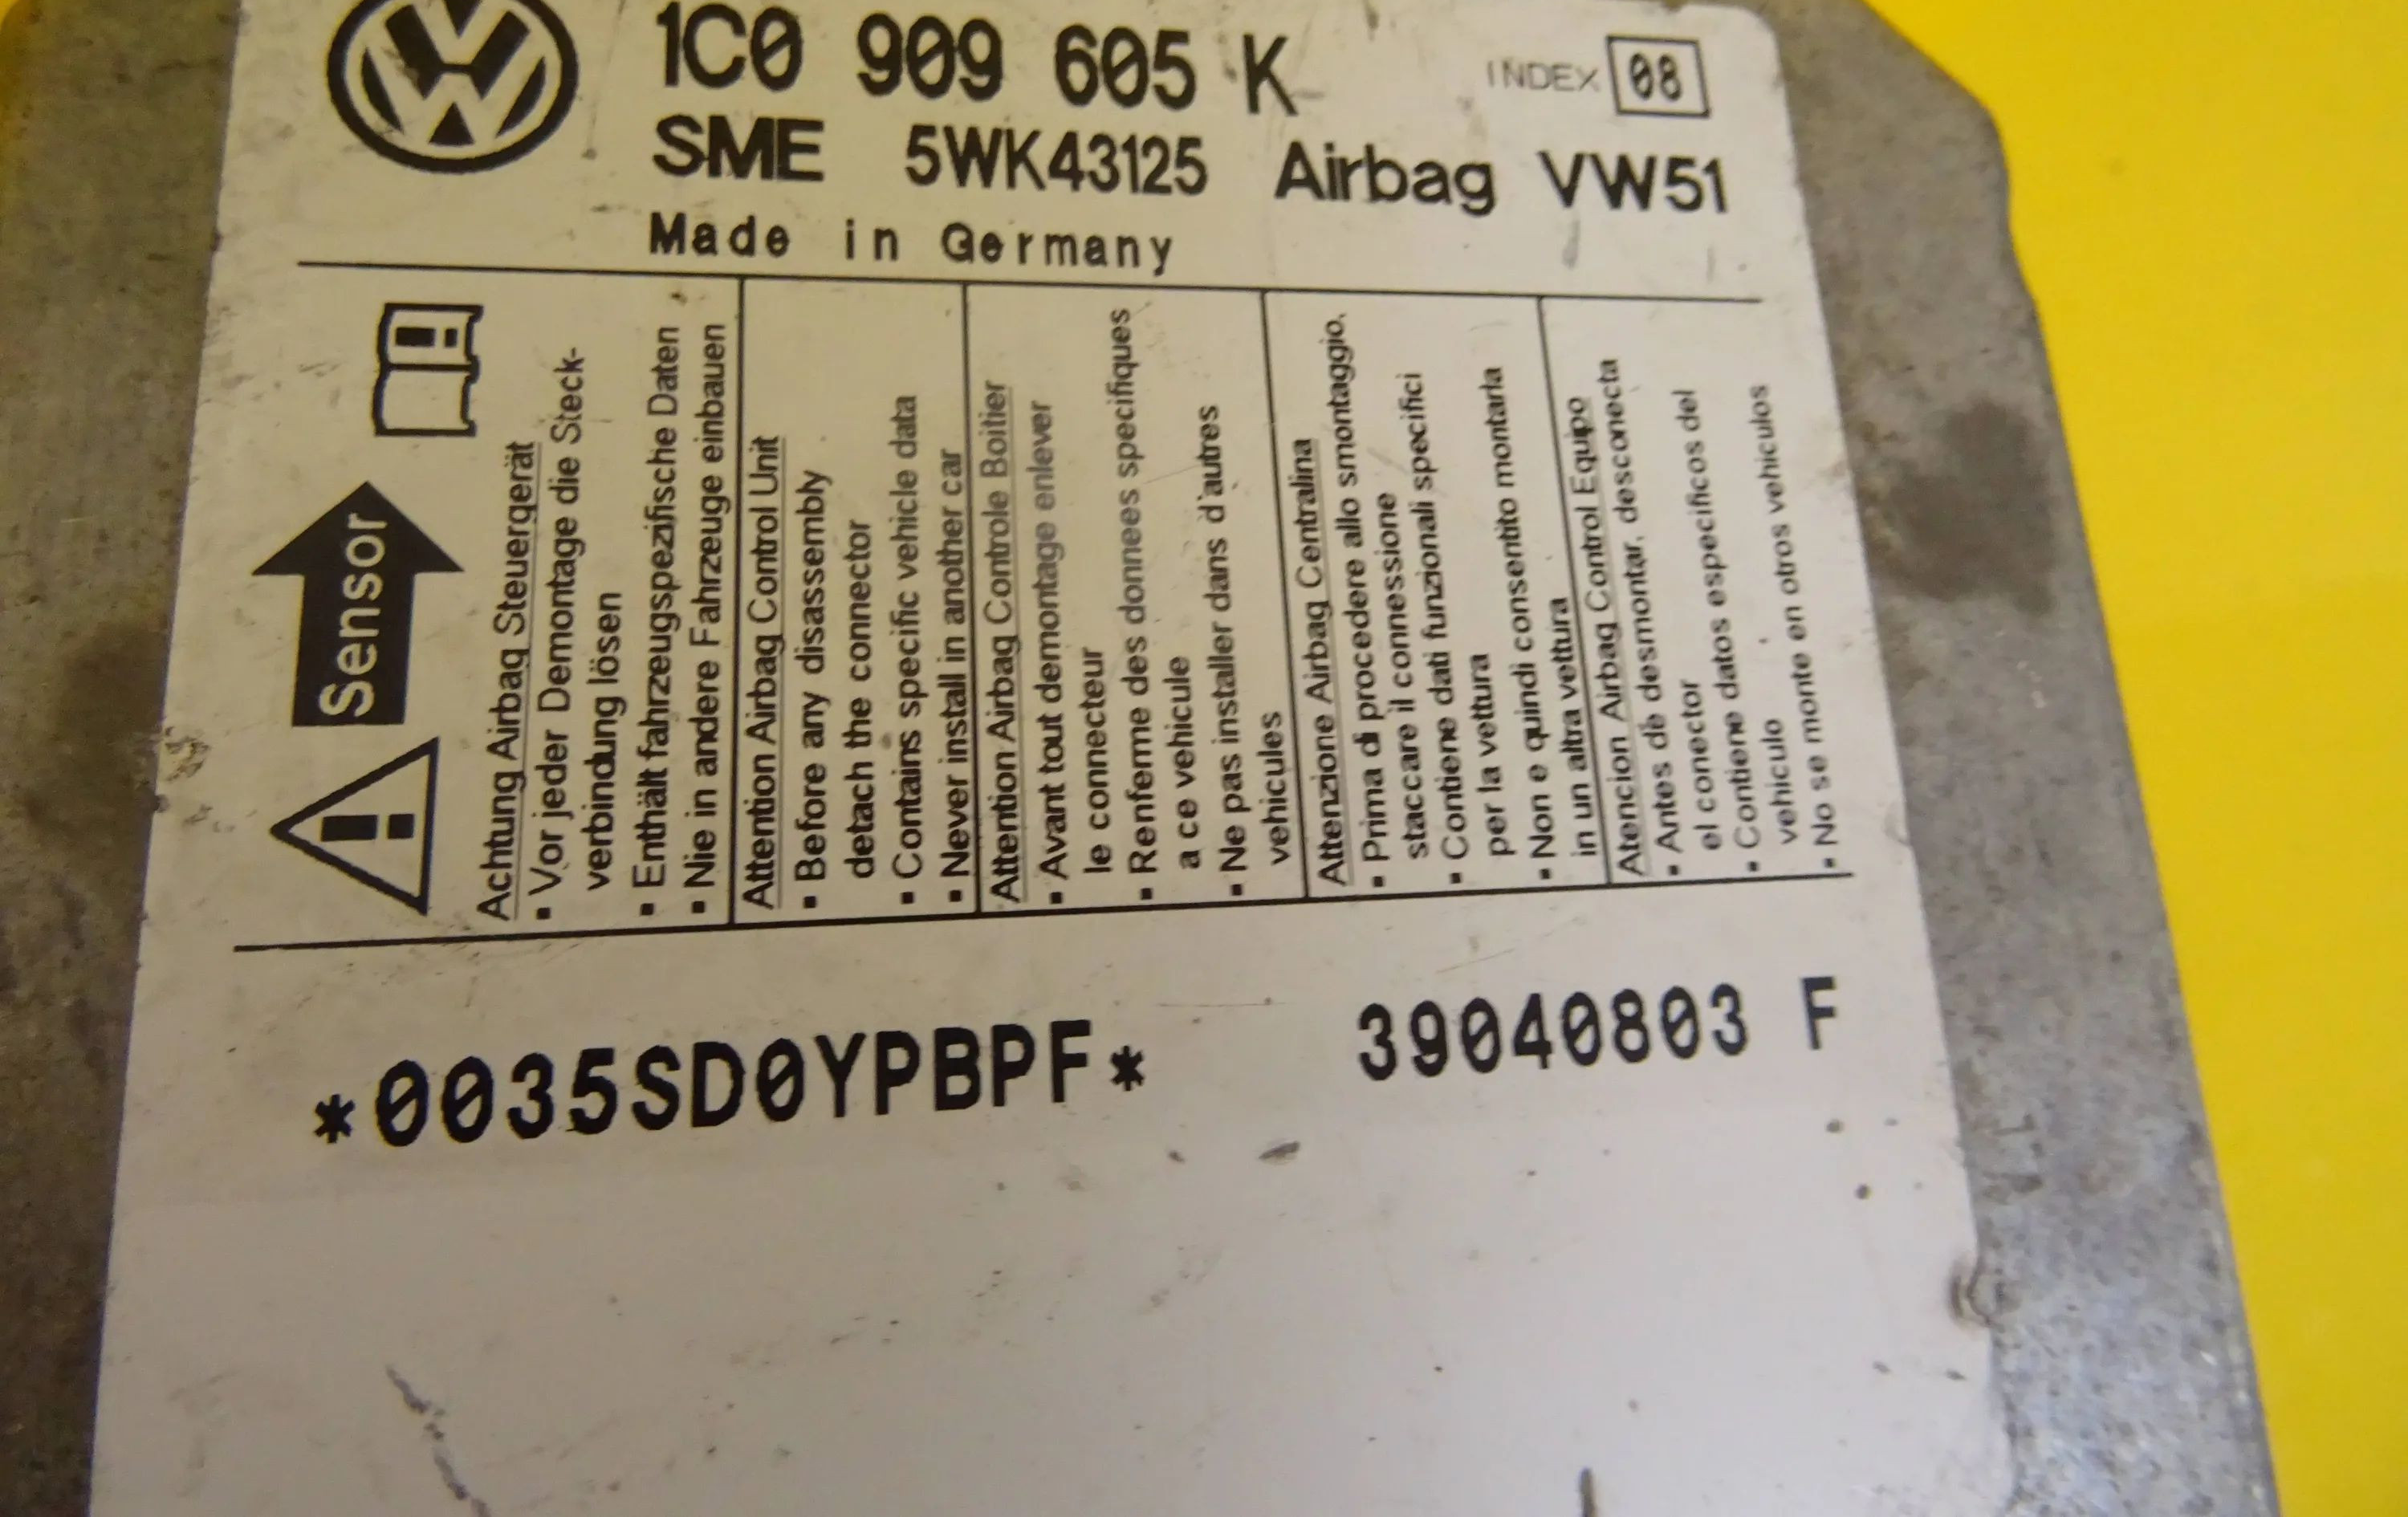 1C0 909 605 K INDEX 08
SME 5WK43125 Airbag VW51
Made in Germany
Sensor
Achtung Airbag Steuergerät
▪ Vor jeder Demontage die Steck-
verbindung lösen
▪ Enthält fahrzeugspezifische Daten
▪ Nie in andere Fahrzeuge einbauen
Attention Airbag Control Unit
▪ Before any disassembly
detach the connector
▪ Contains specific vehicle data
▪ Never install in another car
Attention Airbag Controle Boitier
▪ Avant tout demontage enlever
le connecteur
▪ Renferme des donnees specifiques
a ce vehicule
▪ Ne pas installer dans d'autres
vehicules
Attenzione Airbag Centralina
▪ Prima di procedere allo smontaggio,
staccare il connessione
▪ Contiene dati funzionali specifici
per la vettura
▪ Non e quindi consentito montarla
in un altra vettura
Atencion Airbag Control Equipo
▪ Antes de desmontar, desconecta
el conector
▪ Contiene datos especificos del
vehiculo
▪ No se monte en otros vehiculos
*0035SD0YPBPF* 39040803 F